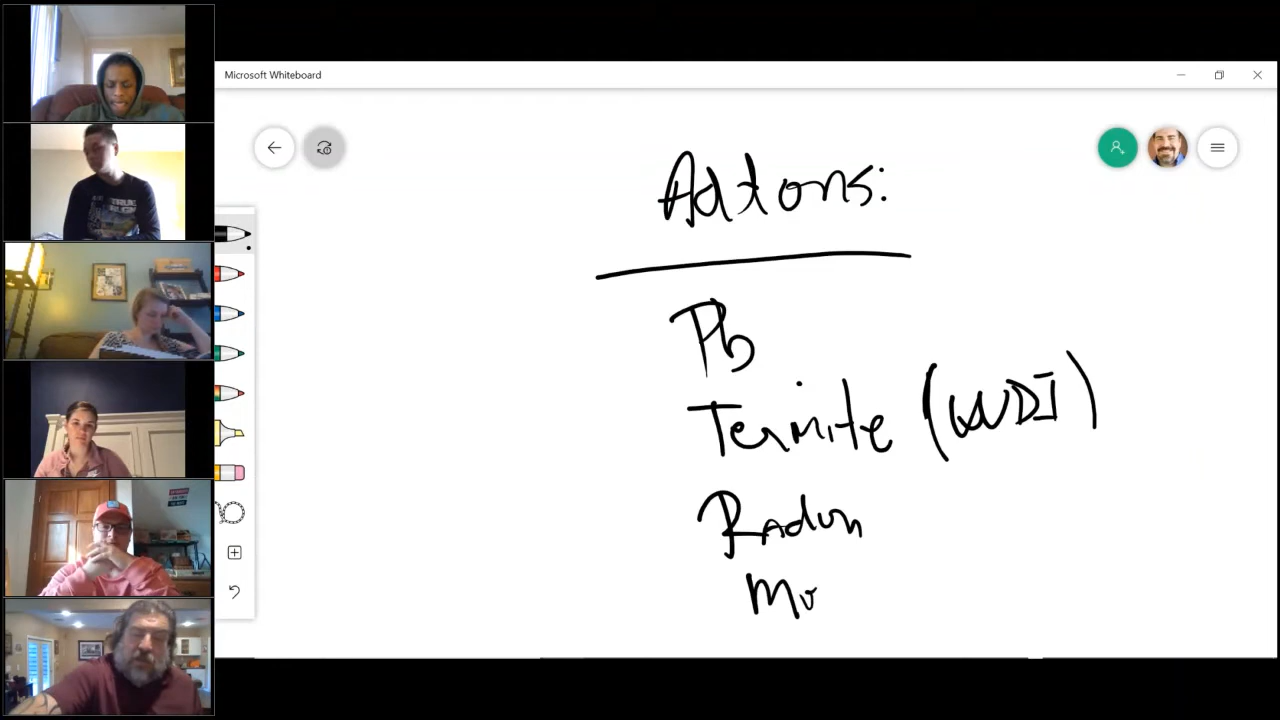 Microsoft Whiteboard
Addons:
Pb
Termite (WDI)
Radon
Mo